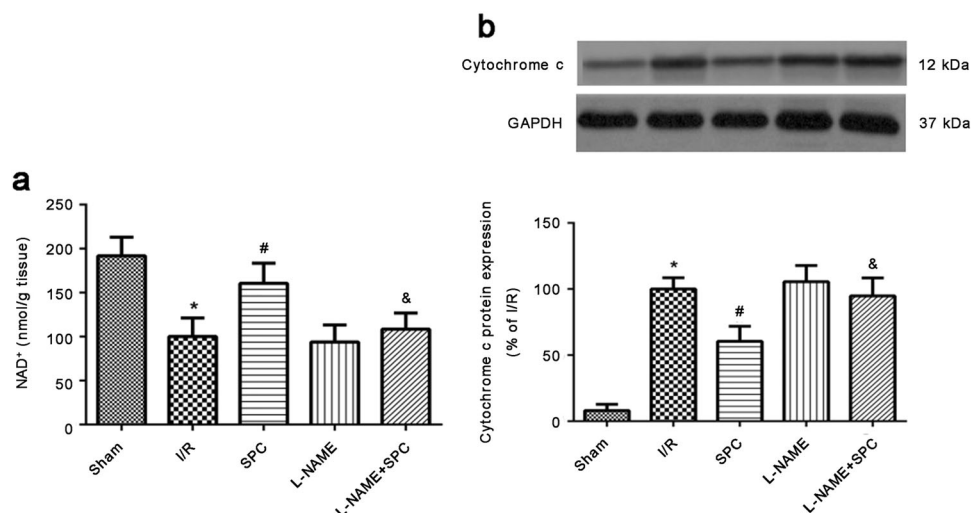 b
Cytochrome c
12 kDa
GAPDH
37 kDa
a
NAD⁺ (nmol/g tissue)
250
200
150
100
50
0
*
#
&
Sham
I/R
SPC
L-NAME
L-NAME+SPC
Cytochrome c protein expression
(% of I/R)
150
100
50
0
*
#
&
Sham
I/R
SPC
L-NAME
L-NAME+SPC